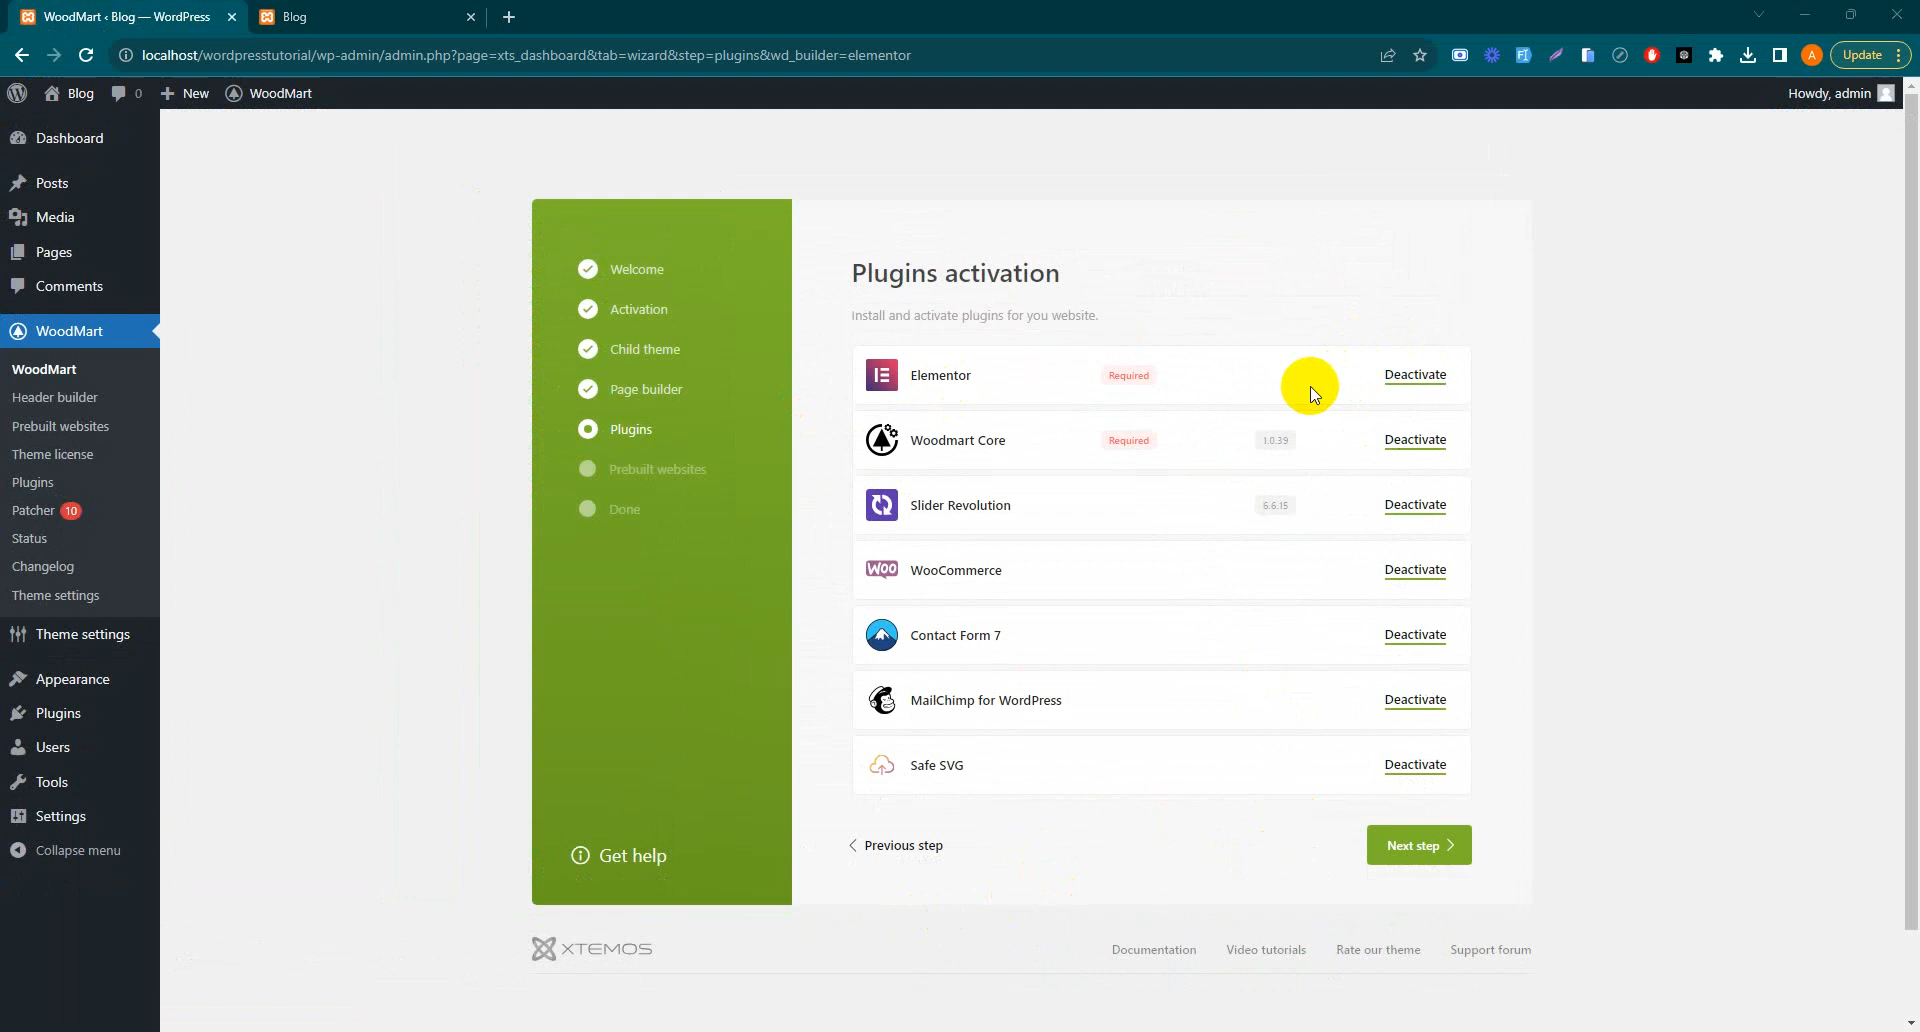 WoodMart ‹ Blog — WordPress
Blog
localhost/wordpresstutorial/wp-admin/admin.php?page=xts_dashboard&tab=wizard&step=plugins&wd_builder=elementor
A
Update
Blog
0
New
WoodMart
Howdy, admin
Dashboard
Posts
Media
Pages
Comments
WoodMart
WoodMart
Header builder
Prebuilt websites
Theme license
Plugins
Patcher 10
Status
Changelog
Theme settings
Theme settings
Appearance
Plugins
Users
Tools
Settings
Collapse menu
Welcome
Activation
Child theme
Page builder
Plugins
Prebuilt websites
Done
Get help
Plugins activation
Install and activate plugins for you website.
Elementor Required Deactivate
Woodmart Core Required 1.0.39 Deactivate
Slider Revolution 6.6.15 Deactivate
Woo WooCommerce Deactivate
Contact Form 7 Deactivate
MailChimp for WordPress Deactivate
Safe SVG Deactivate
Previous step
Next step
XTEMOS
Documentation Video tutorials Rate our theme Support forum